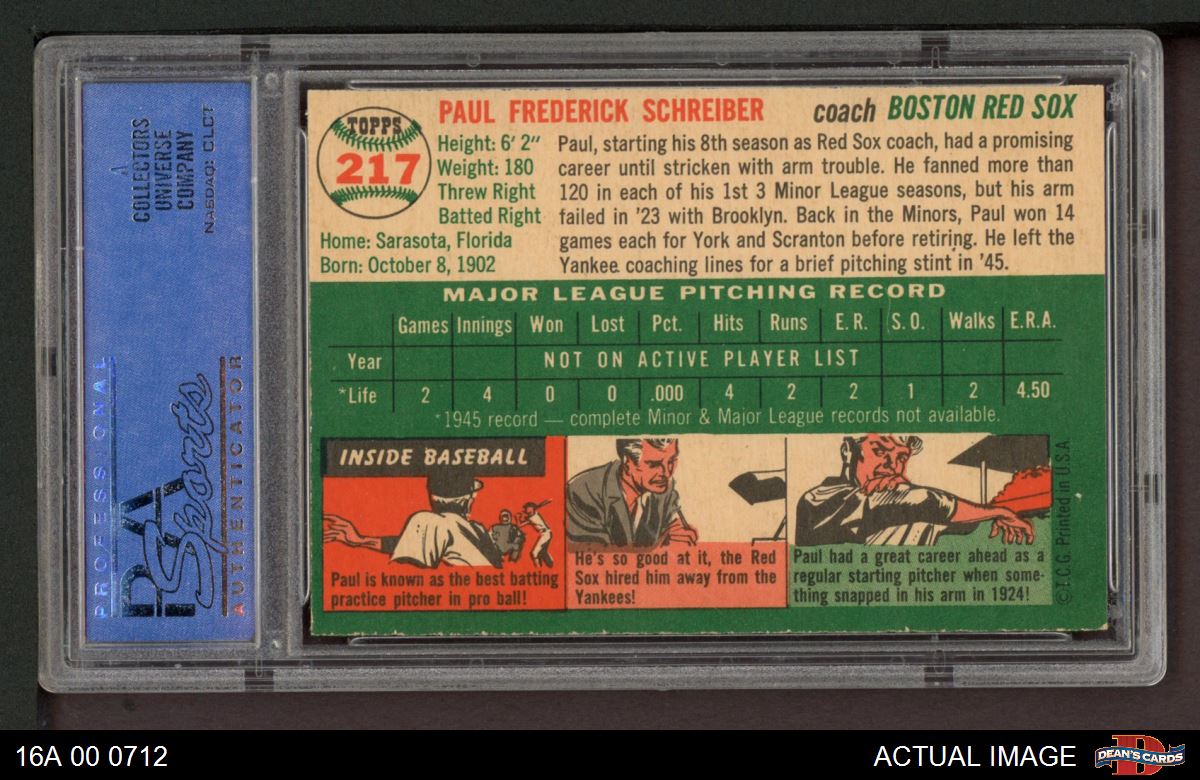 A
COLLECTORS
UNIVERSE
COMPANY
NASDAQ: CLCT
PROFESSIONAL
PSA
Sports
AUTHENTICATOR
TOPPS
217
PAUL FREDERICK SCHREIBER
coach BOSTON RED SOX
Height: 6' 2"
Weight: 180
Threw Right
Batted Right
Home: Sarasota, Florida
Born: October 8, 1902
Paul, starting his 8th season as Red Sox coach, had a promising
career until stricken with arm trouble. He fanned more than
120 in each of his 1st 3 Minor League seasons, but his arm
failed in '23 with Brooklyn. Back in the Minors, Paul won 14
games each for York and Scranton before retiring. He left the
Yankee coaching lines for a brief pitching stint in '45.
MAJOR LEAGUE PITCHING RECORD
Games Innings Won Lost Pct. Hits Runs E.R. S.O. Walks E.R.A.
Year NOT ON ACTIVE PLAYER LIST
*Life 2 4 0 0 .000 4 2 2 1 2 4.50
*1945 record — complete Minor & Major League records not available.
INSIDE BASEBALL
Paul is known as the best batting
practice pitcher in pro ball!
He's so good at it, the Red
Sox hired him away from the
Yankees!
Paul had a great career ahead as a
regular starting pitcher when some-
thing snapped in his arm in 1924!
© T.C.G. Printed in U.S.A.
16A 00 0712
ACTUAL IMAGE
D
DEAN'S CARDS